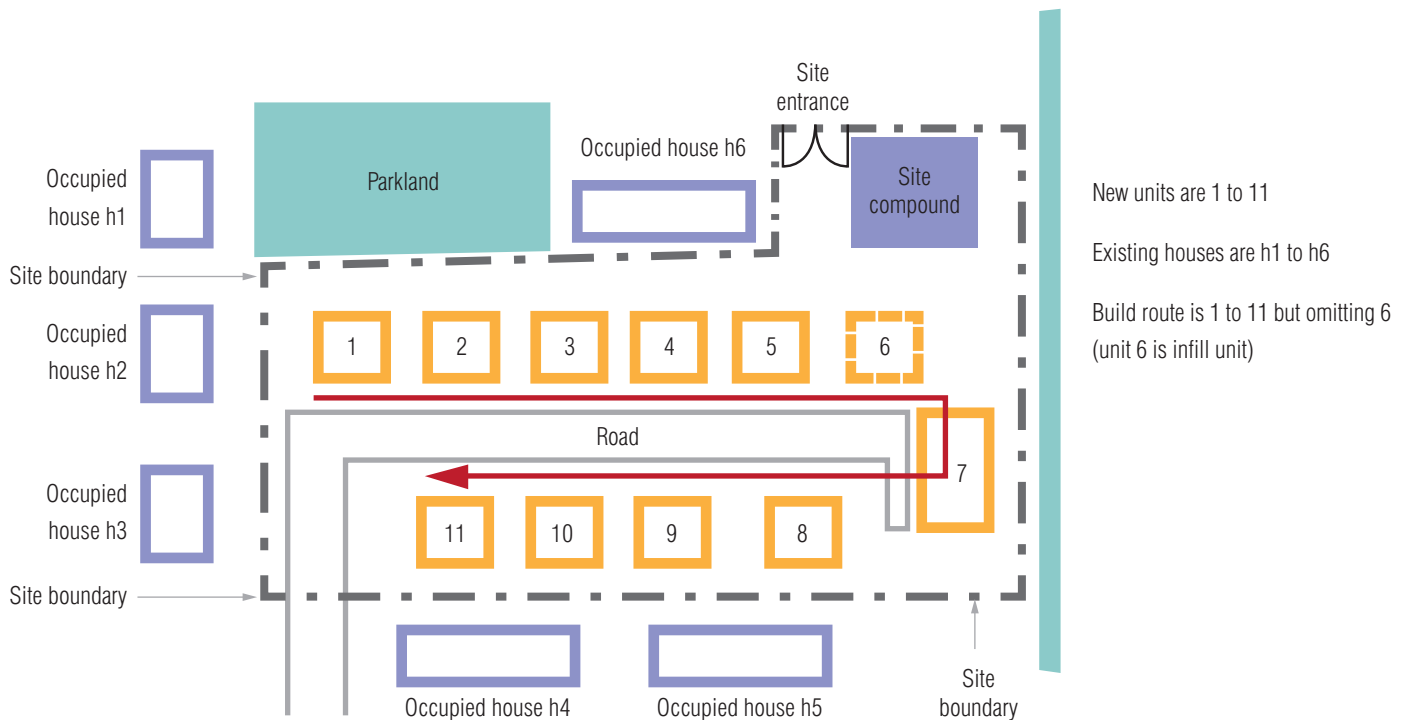 Site
entrance
Occupied house h6
Occupied
house h1
Parkland
Site
compound
New units are 1 to 11
Existing houses are h1 to h6
Build route is 1 to 11 but omitting 6
(unit 6 is infill unit)
Site boundary
Occupied
house h2
1
2
3
4
5
6
Road
7
Occupied
house h3
11
10
9
8
Site boundary
Occupied house h4
Occupied house h5
Site
boundary